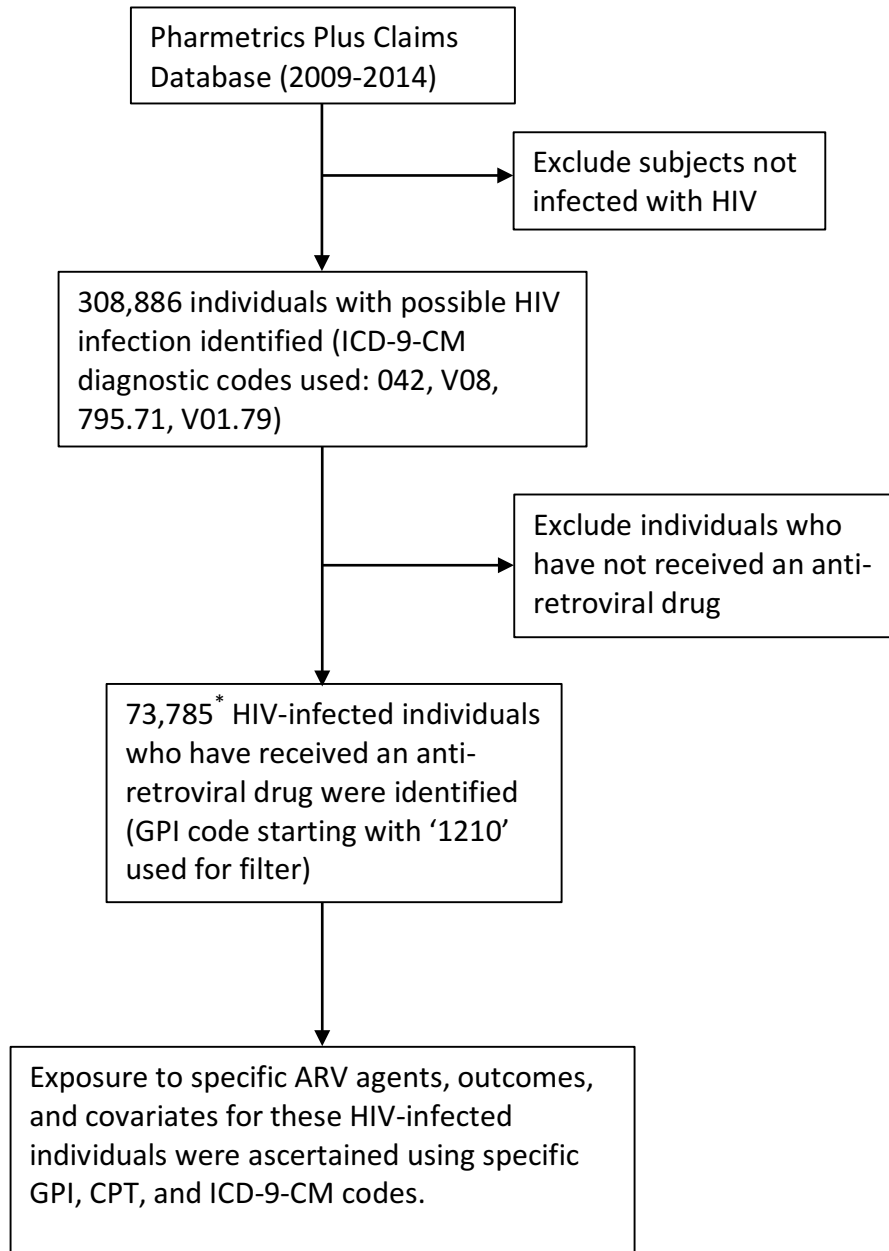 Pharmetrics Plus Claims
Database (2009-2014)
Exclude subjects not
infected with HIV
308,886 individuals with possible HIV
infection identified (ICD-9-CM
diagnostic codes used: 042, V08,
795.71, V01.79)
Exclude individuals who
have not received an anti-
retroviral drug
73,785* HIV-infected individuals
who have received an anti-
retroviral drug were identified
(GPI code starting with ‘1210’
used for filter)
Exposure to specific ARV agents, outcomes,
and covariates for these HIV-infected
individuals were ascertained using specific
GPI, CPT, and ICD-9-CM codes.